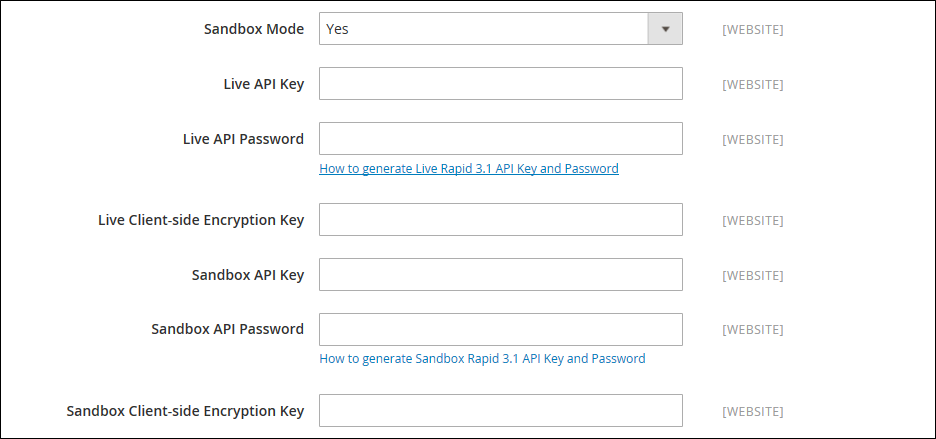 Sandbox Mode Yes [WEBSITE]
Live API Key [WEBSITE]
Live API Password [WEBSITE]
How to generate Live Rapid 3.1 API Key and Password
Live Client-side Encryption Key [WEBSITE]
Sandbox API Key [WEBSITE]
Sandbox API Password [WEBSITE]
How to generate Sandbox Rapid 3.1 API Key and Password
Sandbox Client-side Encryption Key [WEBSITE]